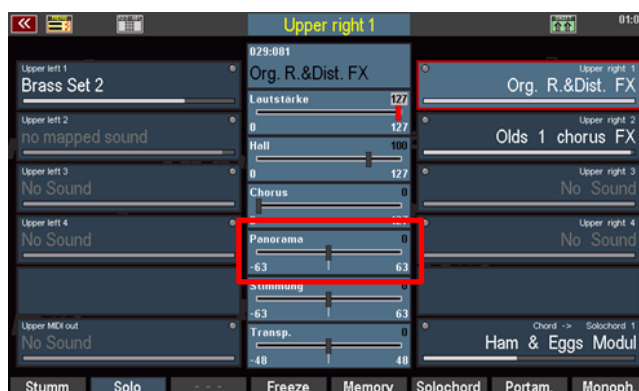 Upper right 1
01:0
Upper left 1
Brass Set 2
Upper left 2
no mapped sound
Upper left 3
No Sound
Upper left 4
No Sound
Upper MIDI out
No Sound
029:081
Org. R.&Dist. FX
Lautstärke 127
0 127
Hall 100
0 127
Chorus 0
0 127
Panorama 0
-63 63
Stimmung 0
-63 63
Transp. 0
-48 48
Upper right 1
Org. R.&Dist. FX
Upper right 2
Olds 1 chorus FX
Upper right 3
No Sound
Upper right 4
No Sound
Chord -> Solochord 1
Ham & Eggs Modul
Stumm Solo - - - Freeze Memory Solochord Portam. Monoph.